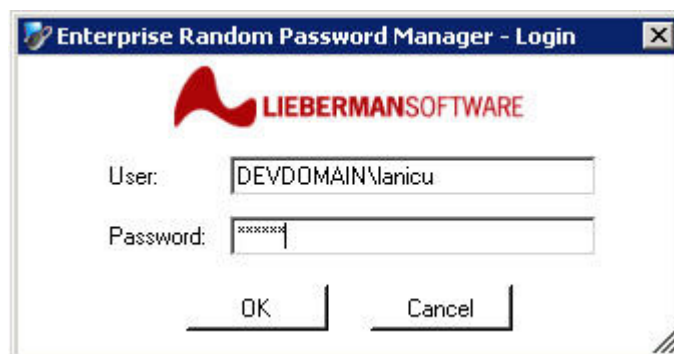 Enterprise Random Password Manager - Login
LIEBERMANSOFTWARE
User: DEVDOMAIN\lanicu
Password: ******
OK Cancel